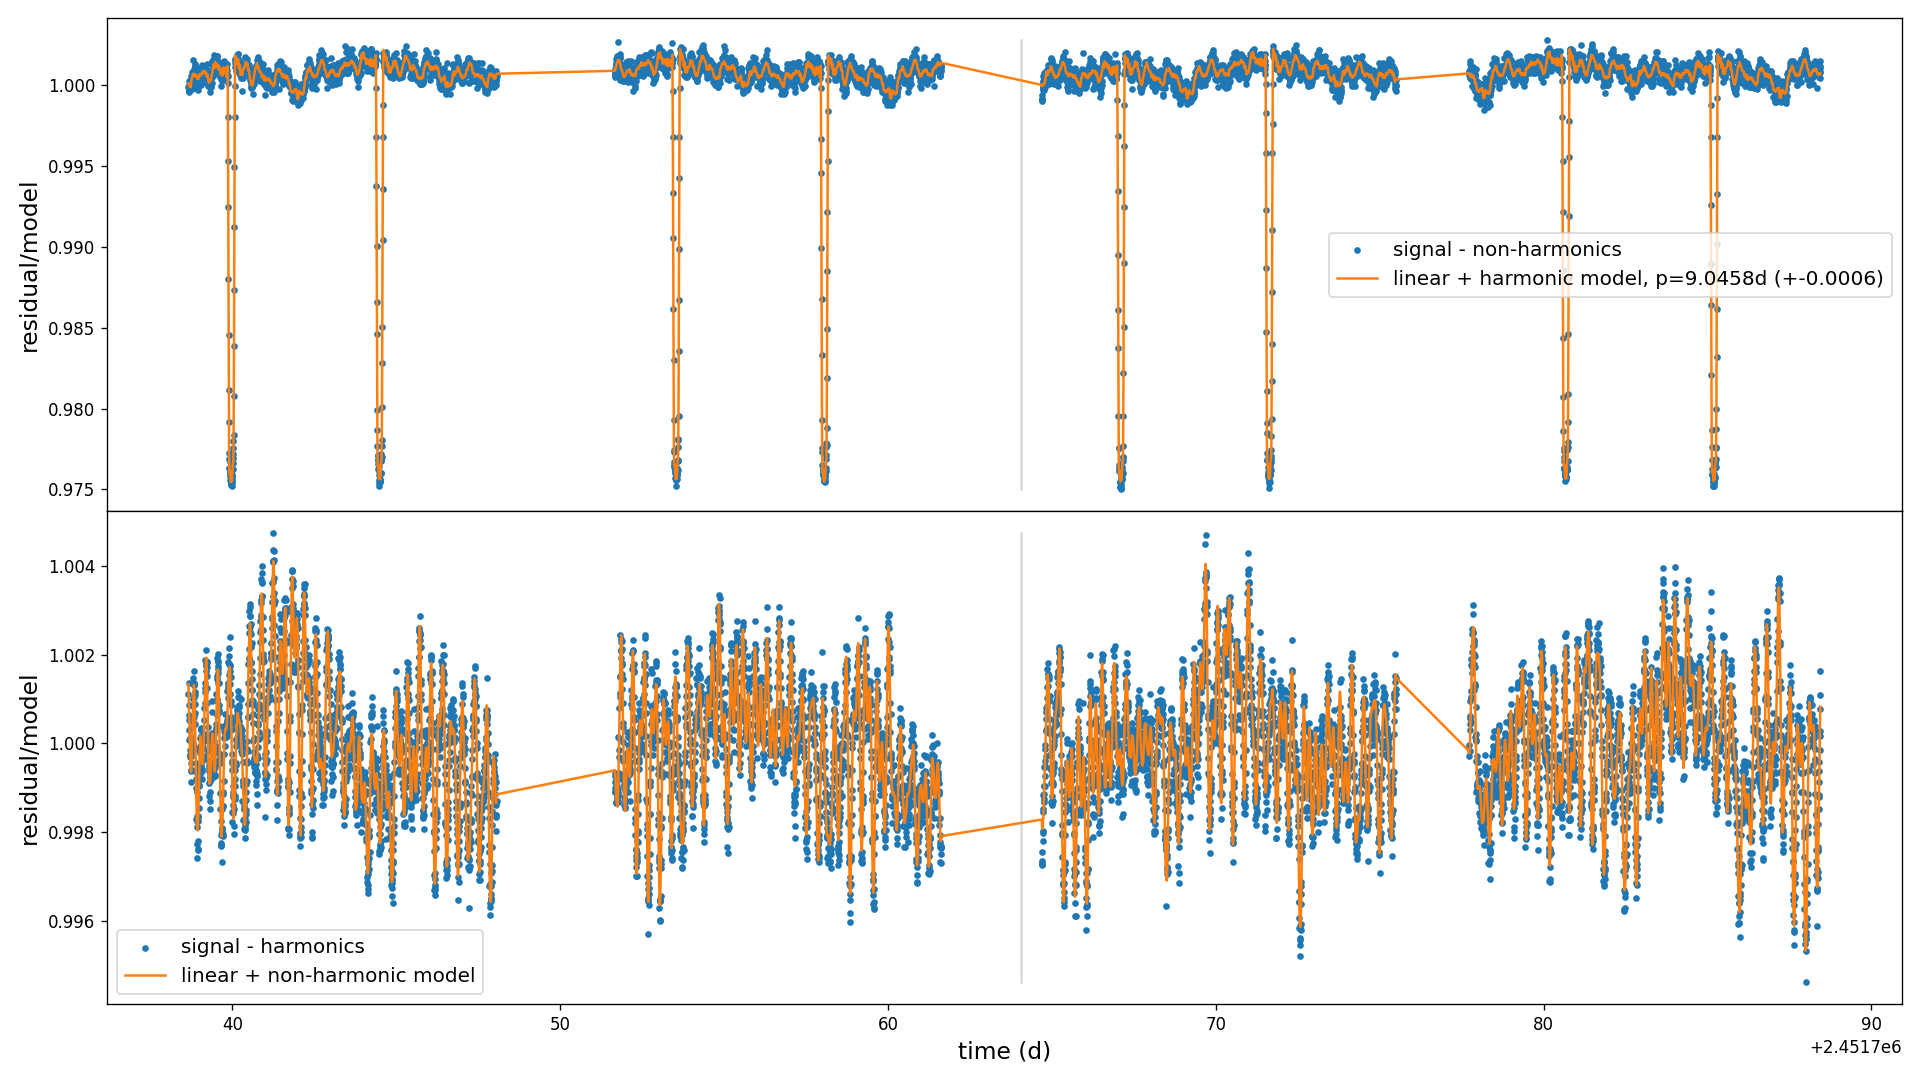 1.000
0.995
0.990
0.985
0.980
0.975
residual/model
signal - non-harmonics
linear + harmonic model, p=9.0458d (+-0.0006)
1.004
1.002
1.000
0.998
0.996
residual/model
signal - harmonics
linear + non-harmonic model
40 50 60 70 80 90
time (d)
+2.4517e6